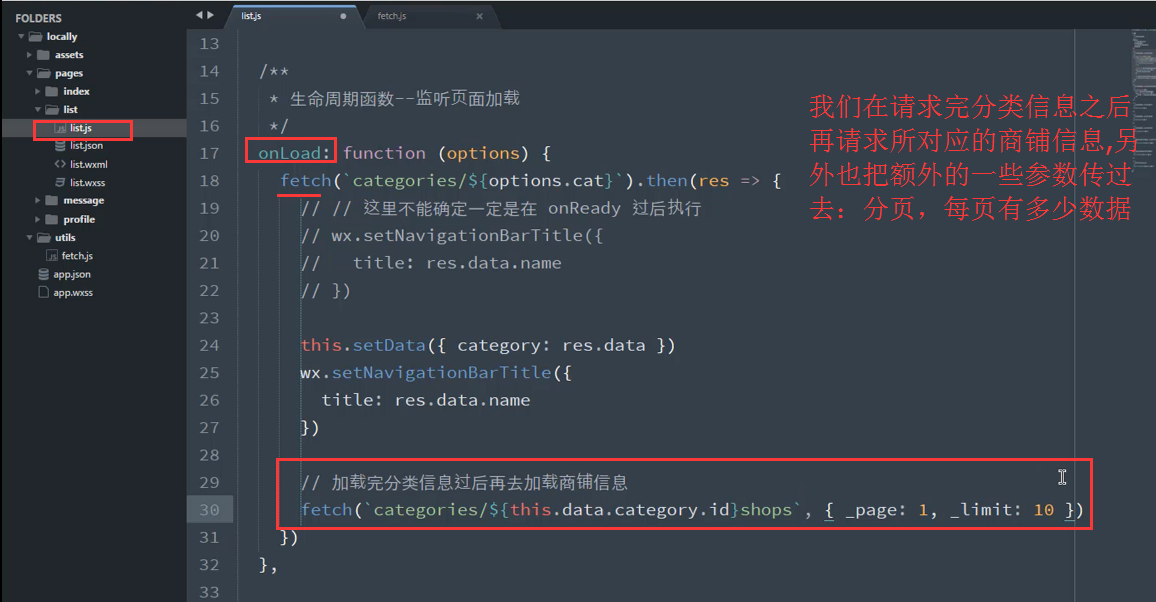 FOLDERS
locally
assets
pages
index
list
list.js
list.json
list.wxml
list.wxss
message
profile
utils
fetch.js
app.json
app.wxss
list.js
fetch.js
13
14 /**
15 * 生命周期函数--监听页面加载
16 */
17 onLoad: function (options) {
18 fetch(`categories/${options.cat}`).then(res => {
19 // // 这里不能确定一定是在 onReady 过后执行
20 // wx.setNavigationBarTitle({
21 // title: res.data.name
22 // })
23
24 this.setData({ category: res.data })
25 wx.setNavigationBarTitle({
26 title: res.data.name
27 })
28
29 // 加载完分类信息过后再去加载商铺信息
30 fetch(`categories/${this.data.category.id}shops`, { _page: 1, _limit: 10 })
31 })
32 },
33
我们在请求完分类信息之后
再请求所对应的商铺信息,另
外也把额外的一些参数传过
去：分页，每页有多少数据